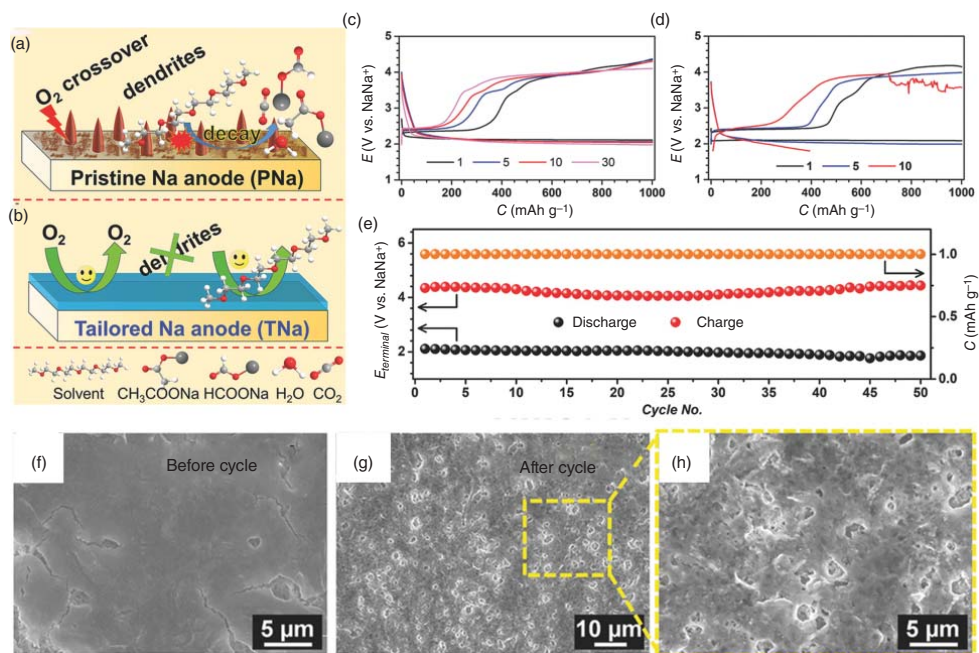 (a)
O₂ crossover
dendrites
decay
Pristine Na anode (PNa)
(b)
O₂
O₂
dendrites
Tailored Na anode (TNa)
Solvent
CH₃COONa
HCOONa
H₂O
CO₂
(c)
E (V vs. NaNa⁺)
5
4
3
2
1
1
5
10
30
0 200 400 600 800 1000
C (mAh g⁻¹)
(d)
E (V vs. NaNa⁺)
5
4
3
2
1
1
5
10
0 200 400 600 800 1000
C (mAh g⁻¹)
(e)
E_terminal (V vs. NaNa⁺)
6
4
2
Discharge
Charge
1.0
0.5
0.0
C (mAh g⁻¹)
0 5 10 15 20 25 30 35 40 45 50
Cycle No.
(f)
Before cycle
5 μm
(g)
After cycle
10 μm
(h)
5 μm